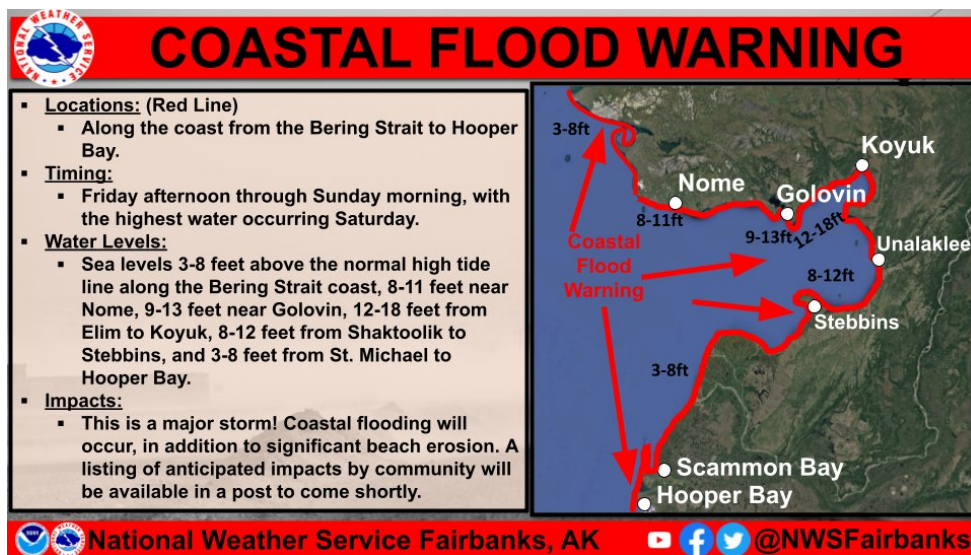 NATIONAL WEATHER SERVICE
COASTAL FLOOD WARNING
▪ Locations: (Red Line)
▪ Along the coast from the Bering Strait to Hooper
Bay.
▪ Timing:
▪ Friday afternoon through Sunday morning, with
the highest water occurring Saturday.
▪ Water Levels:
▪ Sea levels 3-8 feet above the normal high tide
line along the Bering Strait coast, 8-11 feet near
Nome, 9-13 feet near Golovin, 12-18 feet from
Elim to Koyuk, 8-12 feet from Shaktoolik to
Stebbins, and 3-8 feet from St. Michael to
Hooper Bay.
▪ Impacts:
▪ This is a major storm! Coastal flooding will
occur, in addition to significant beach erosion. A
listing of anticipated impacts by community will
be available in a post to come shortly.
3-8ft
Koyuk
Nome
Golovin
8-11ft
9-13ft
12-18ft
Coastal
Flood
Warning
Unalaklee
8-12ft
Stebbins
3-8ft
Scammon Bay
Hooper Bay
National Weather Service Fairbanks, AK
@NWSFairbanks